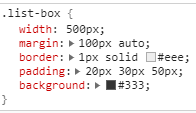 .list-box {
width: 500px;
margin: 100px auto;
border: 1px solid #eee;
padding: 20px 30px 50px;
background: #333;
}